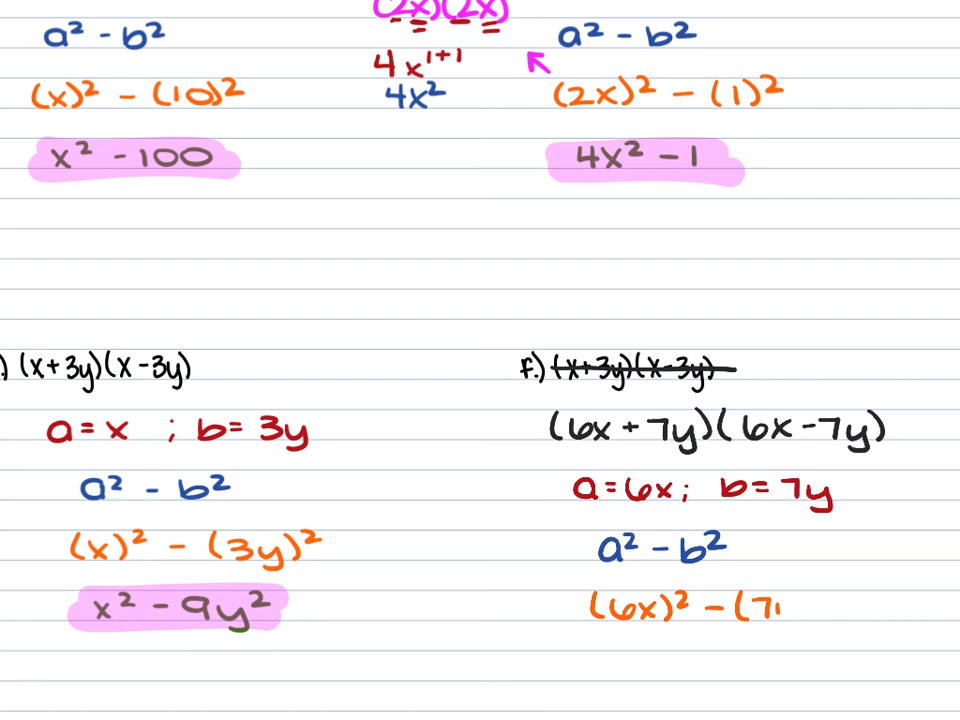 (2x)(2x)
a² - b²
4x¹⁺¹
a² - b²
(x)² - (10)²
4x²
(2x)² - (1)²
x² - 100
4x² - 1
.) (x+3y)(x-3y)
f.) (x+3y)(x-3y)
a = x ; b = 3y
(6x + 7y)(6x - 7y)
a² - b²
a = 6x ; b = 7y
(x)² - (3y)²
a² - b²
x² - 9y²
(6x)² - (7